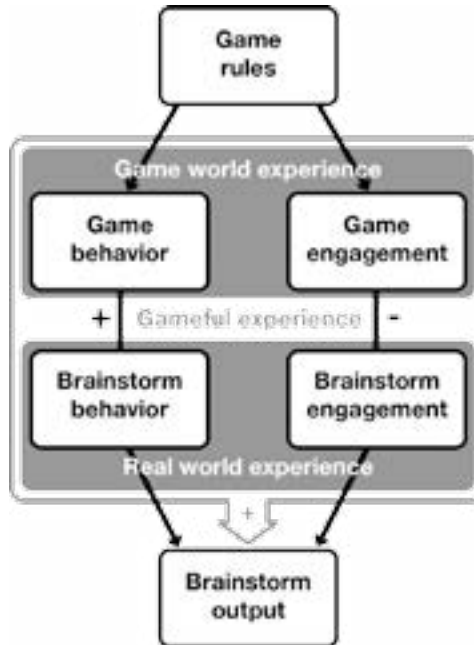 Game
rules
Game world experience
Game
behavior
Game
engagement
+
Gameful experience
-
Brainstorm
behavior
Brainstorm
engagement
Real world experience
+
Brainstorm
output